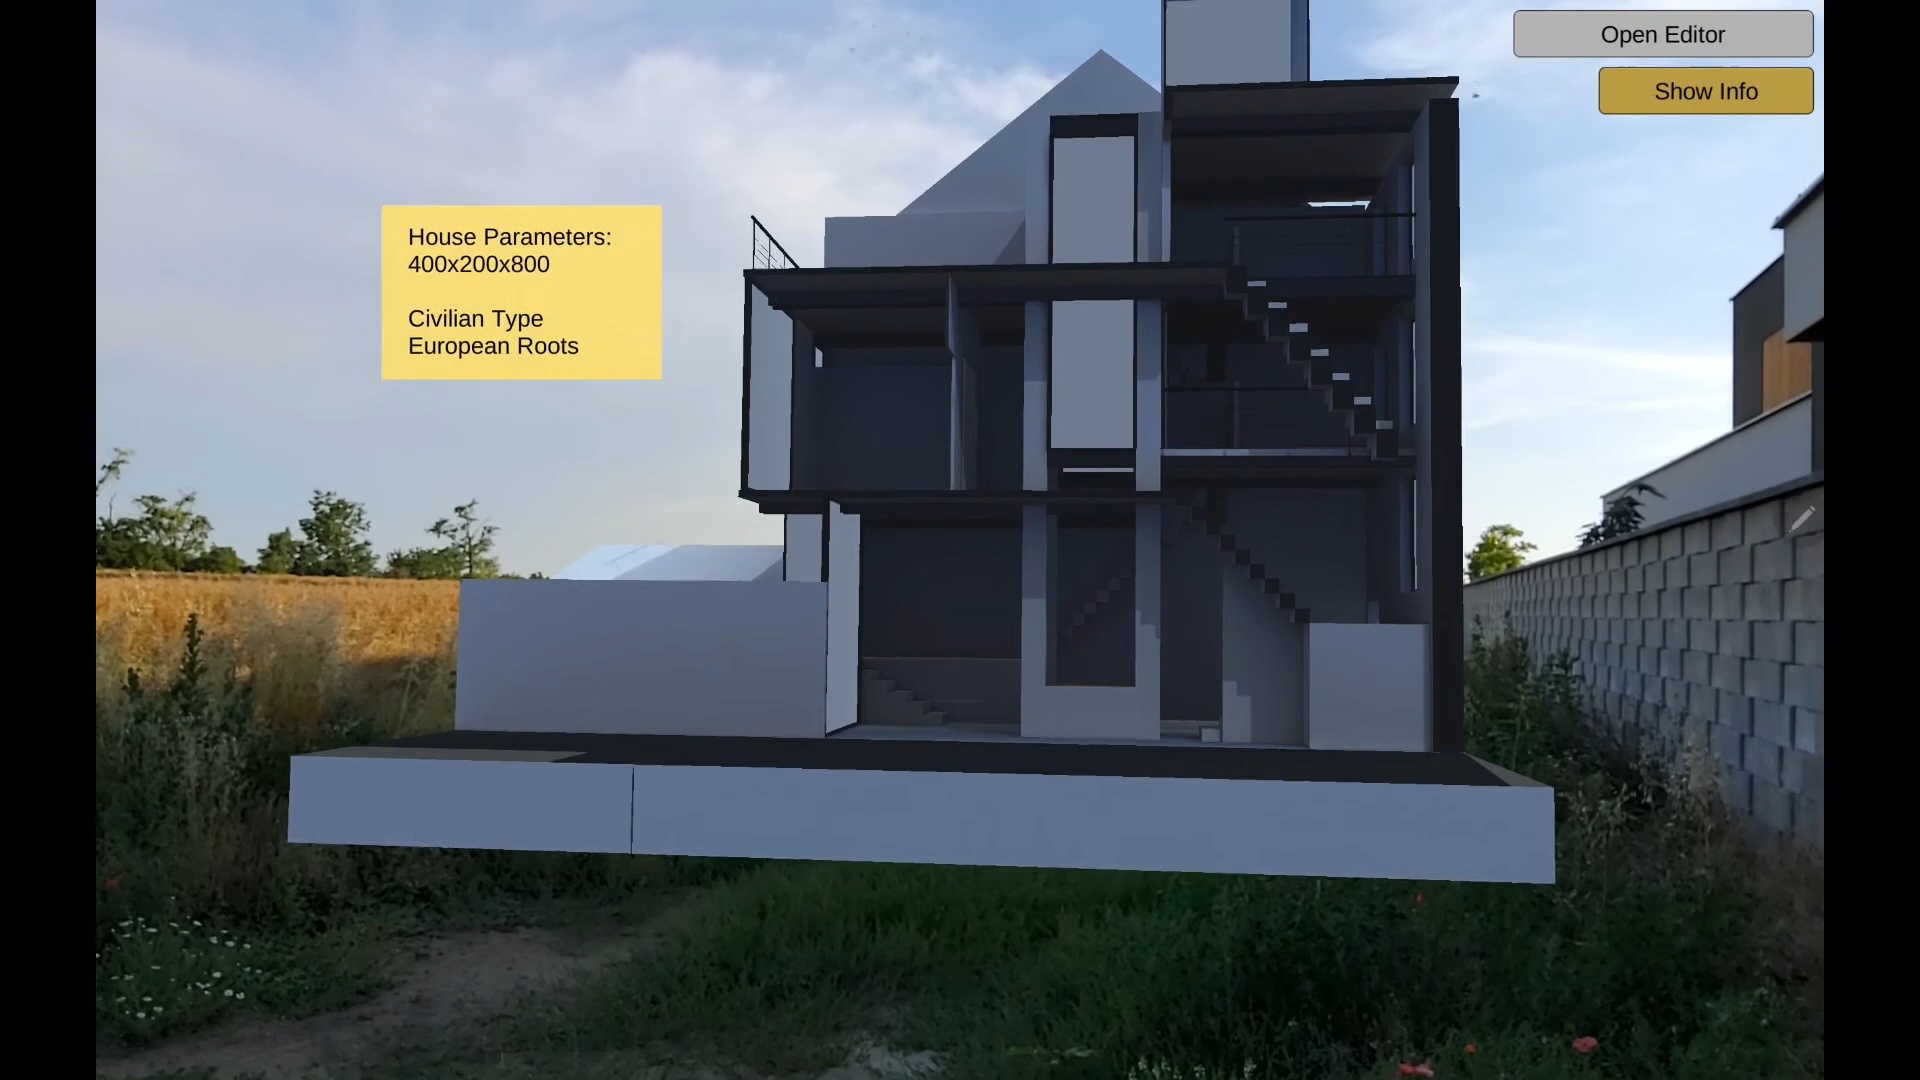 Open Editor
Show Info
House Parameters:
400x200x800
Civilian Type
European Roots